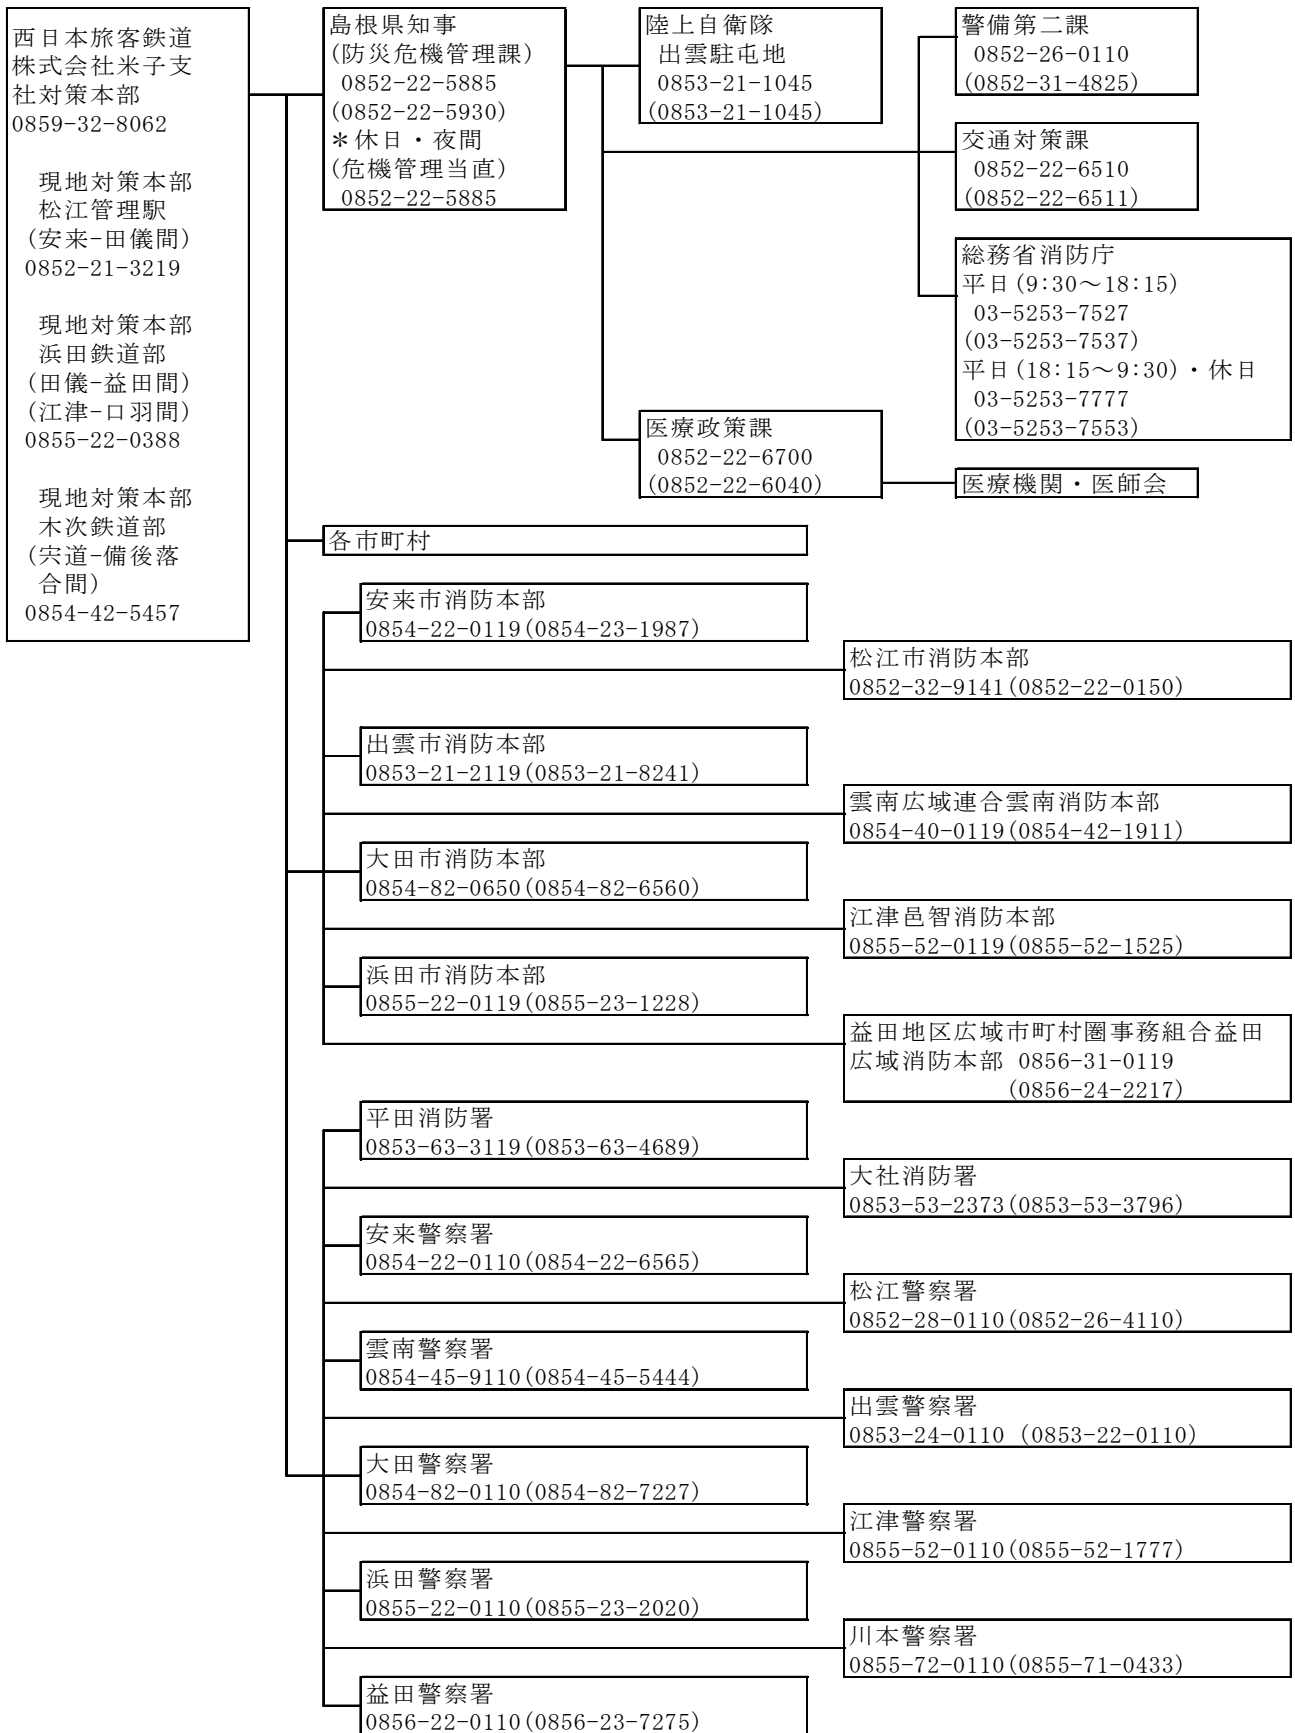 西日本旅客鉄道
株式会社米子支
社対策本部
0859-32-8062
現地対策本部
松江管理駅
(安来-田儀間)
0852-21-3219
現地対策本部
浜田鉄道部
(田儀-益田間)
(江津-口羽間)
0855-22-0388
現地対策本部
木次鉄道部
(宍道-備後落
合間)
0854-42-5457
島根県知事
(防災危機管理課)
0852-22-5885
(0852-22-5930)
＊休日・夜間
(危機管理当直)
0852-22-5885
陸上自衛隊
出雲駐屯地
0853-21-1045
(0853-21-1045)
警備第二課
0852-26-0110
(0852-31-4825)
交通対策課
0852-22-6510
(0852-22-6511)
総務省消防庁
平日(9:30～18:15)
03-5253-7527
(03-5253-7537)
平日(18:15～9:30)・休日
03-5253-7777
(03-5253-7553)
医療政策課
0852-22-6700
(0852-22-6040)
医療機関・医師会
各市町村
安来市消防本部
0854-22-0119(0854-23-1987)
松江市消防本部
0852-32-9141(0852-22-0150)
出雲市消防本部
0853-21-2119(0853-21-8241)
雲南広域連合雲南消防本部
0854-40-0119(0854-42-1911)
大田市消防本部
0854-82-0650(0854-82-6560)
江津邑智消防本部
0855-52-0119(0855-52-1525)
浜田市消防本部
0855-22-0119(0855-23-1228)
益田地区広域市町村圏事務組合益田
広域消防本部 0856-31-0119
(0856-24-2217)
平田消防署
0853-63-3119(0853-63-4689)
大社消防署
0853-53-2373(0853-53-3796)
安来警察署
0854-22-0110(0854-22-6565)
松江警察署
0852-28-0110(0852-26-4110)
雲南警察署
0854-45-9110(0854-45-5444)
出雲警察署
0853-24-0110 (0853-22-0110)
大田警察署
0854-82-0110(0854-82-7227)
江津警察署
0855-52-0110(0855-52-1777)
浜田警察署
0855-22-0110(0855-23-2020)
川本警察署
0855-72-0110(0855-71-0433)
益田警察署
0856-22-0110(0856-23-7275)